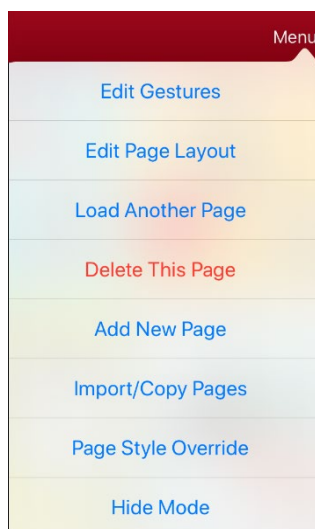 Menu
Edit Gestures
Edit Page Layout
Load Another Page
Delete This Page
Add New Page
Import/Copy Pages
Page Style Override
Hide Mode